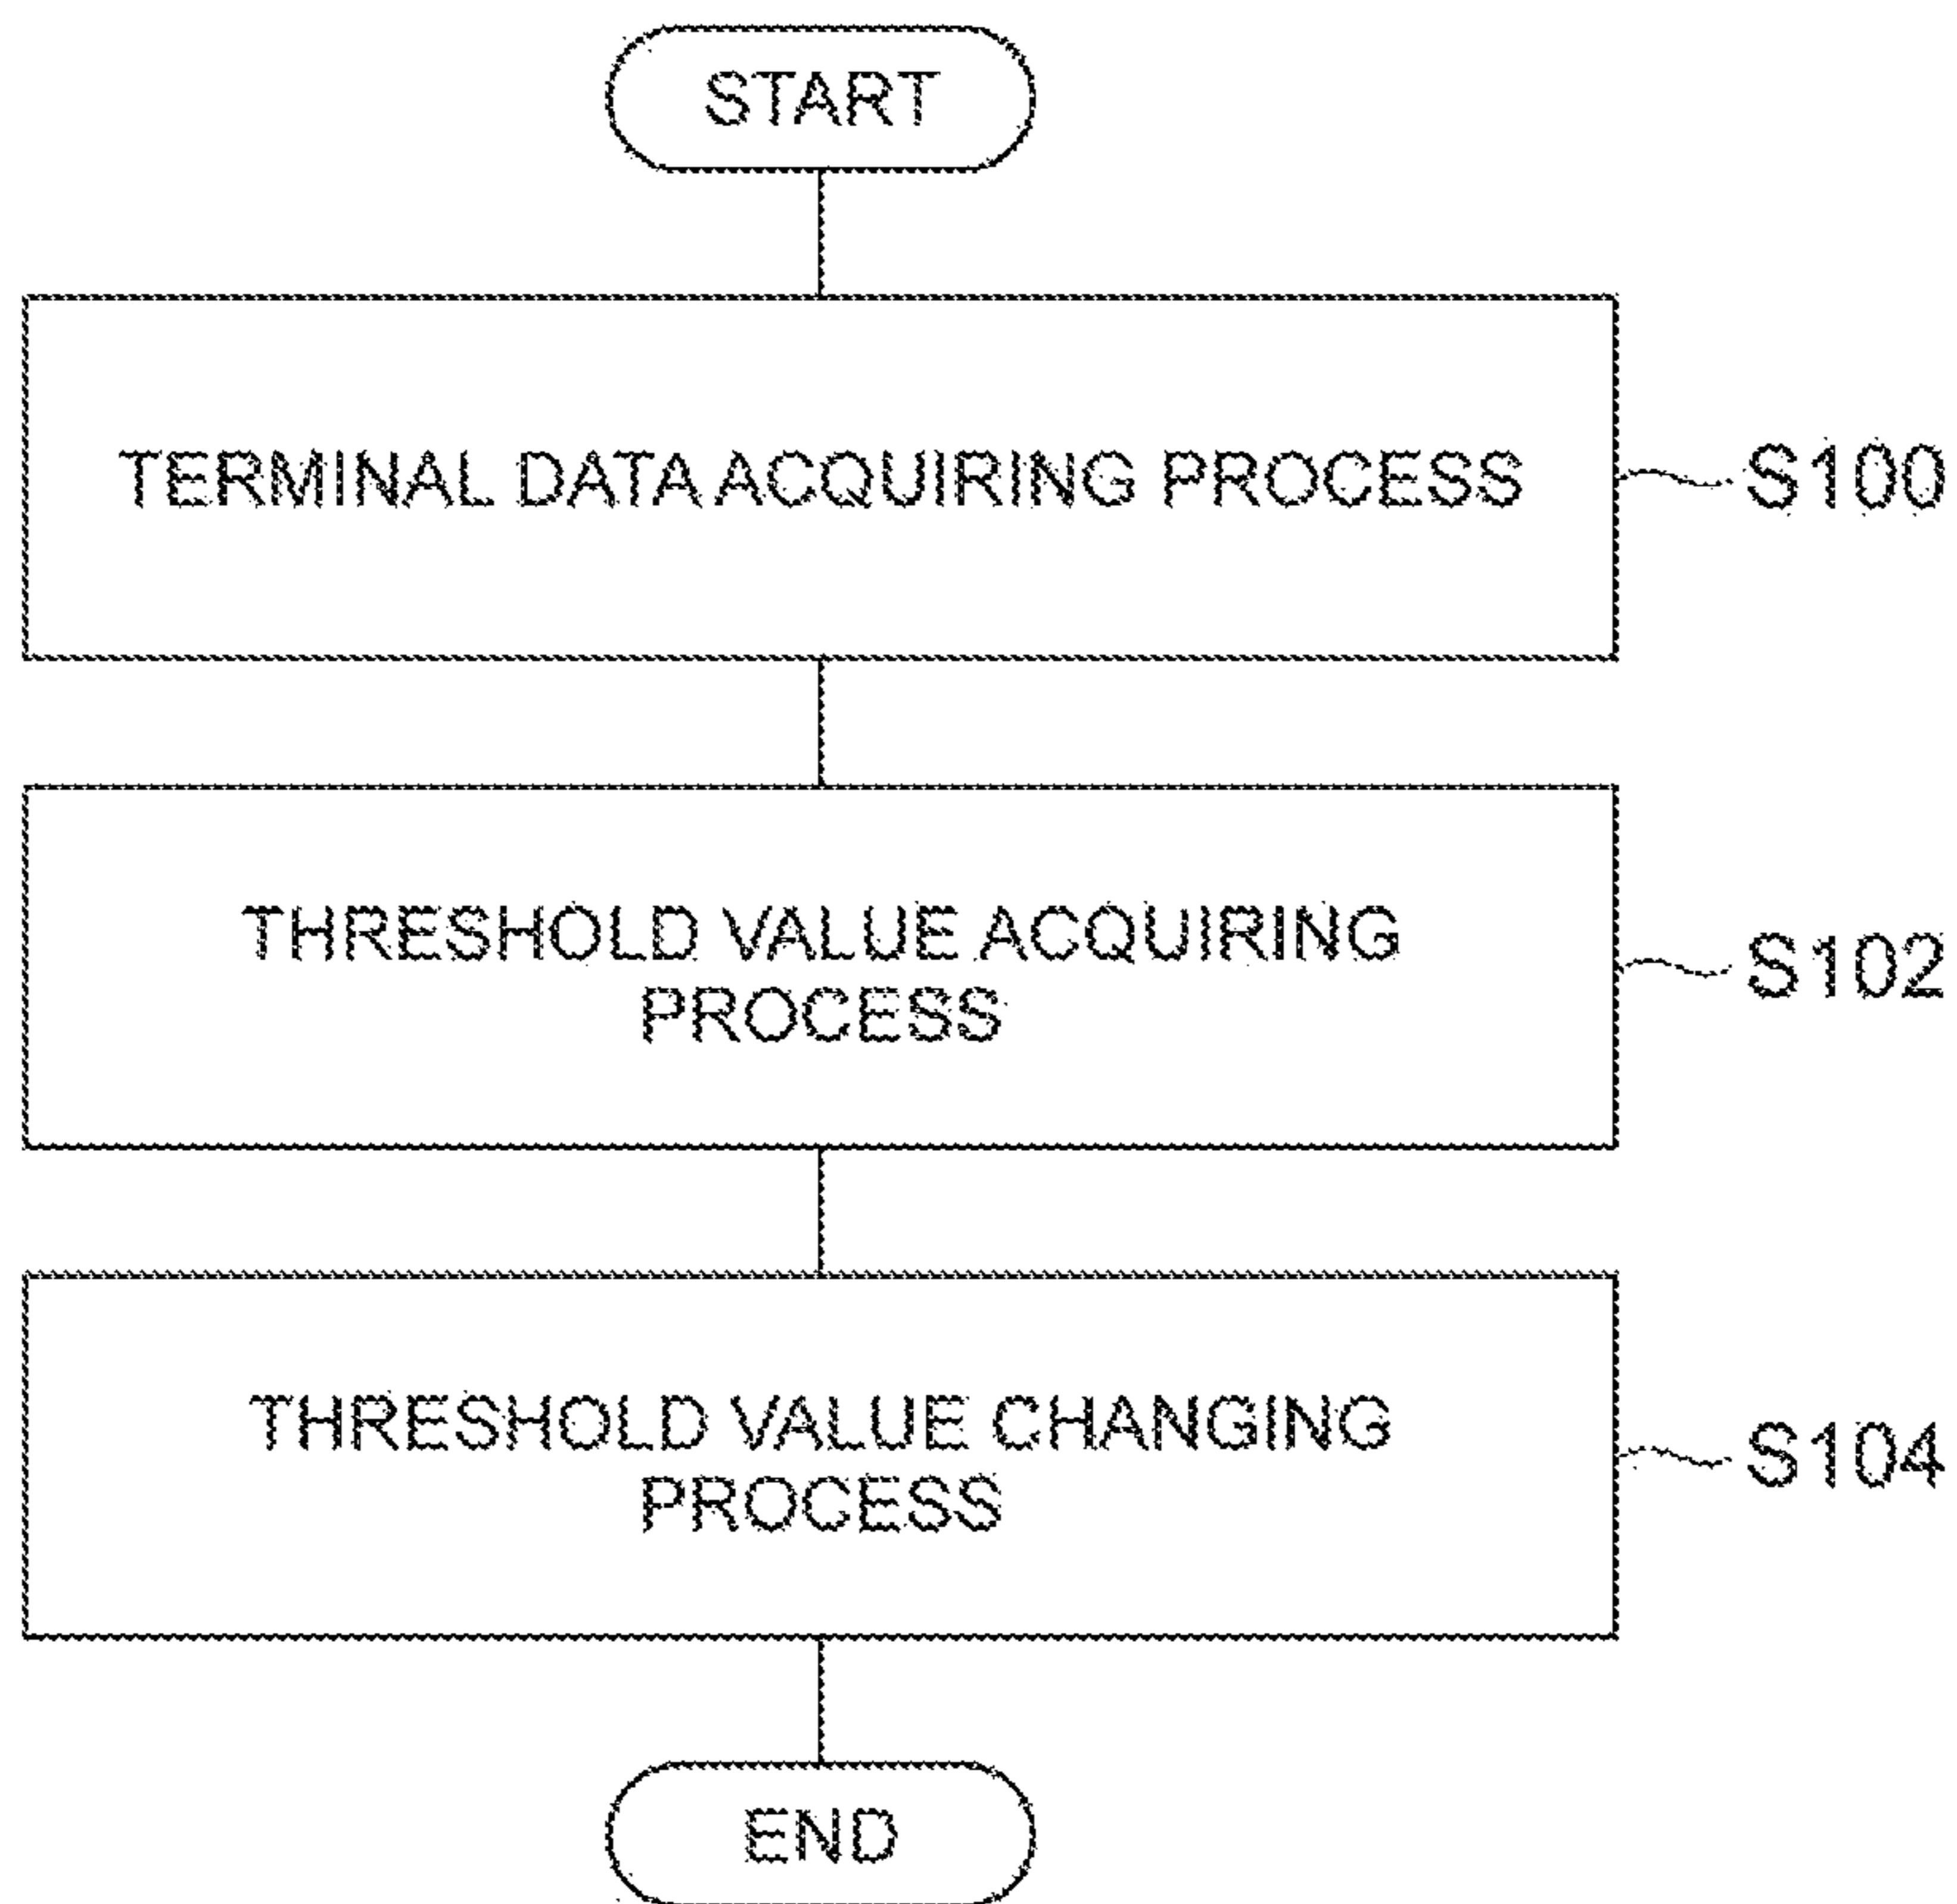 START
TERMINAL DATA ACQUIRING PROCESS
S100
THRESHOLD VALUE ACQUIRING
PROCESS
S102
THRESHOLD VALUE CHANGING
PROCESS
S104
END